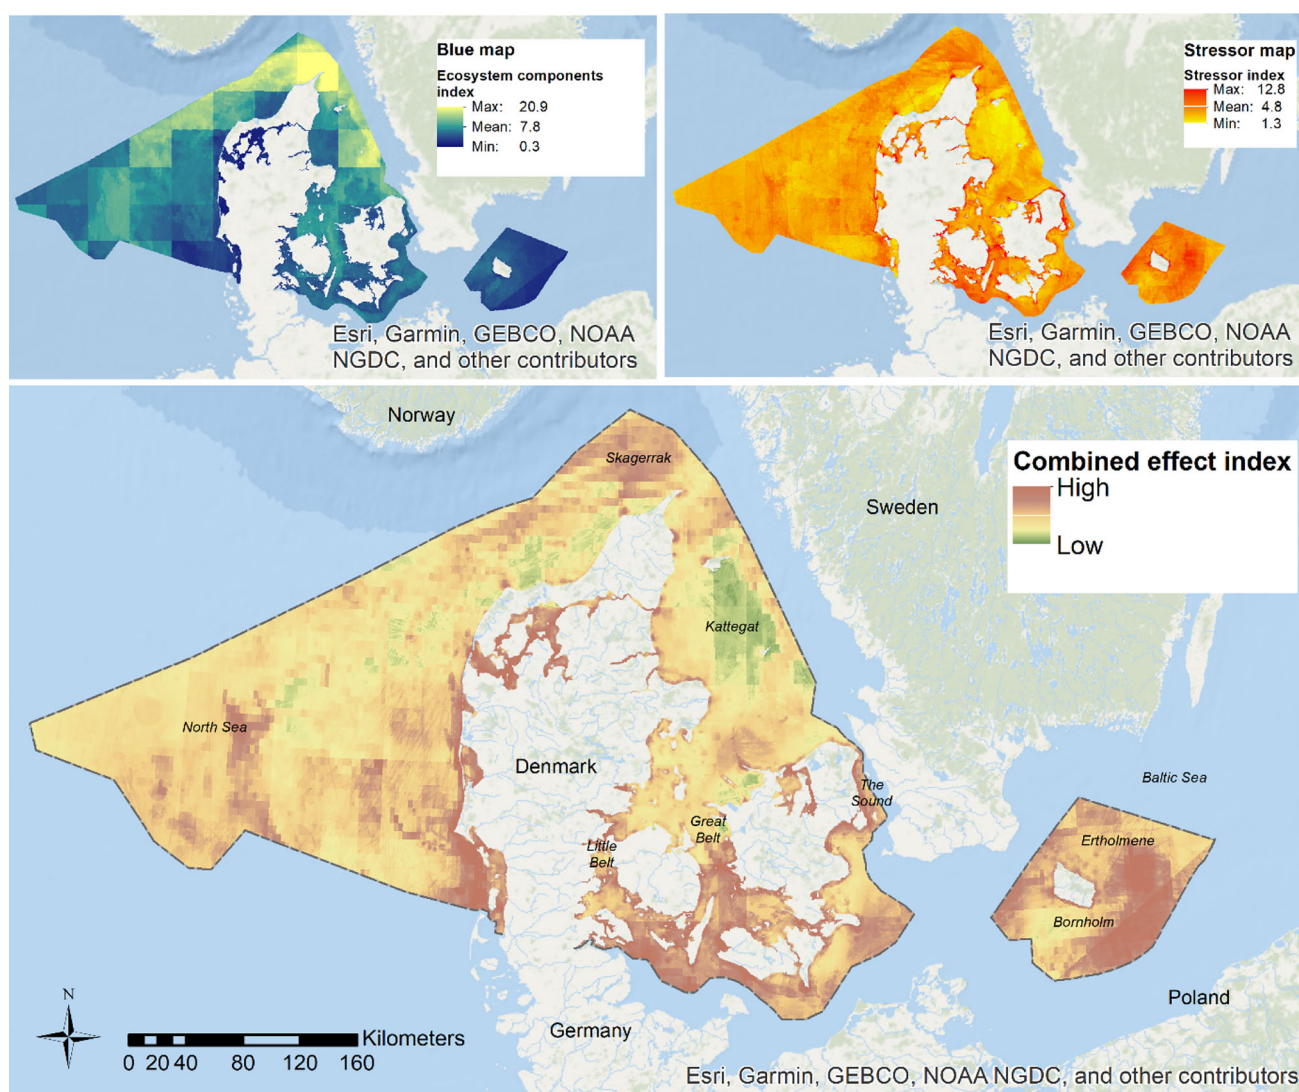 Blue map
Ecosystem components
index
Max: 20.9
Mean: 7.8
Min: 0.3
Esri, Garmin, GEBCO, NOAA
NGDC, and other contributors
Stressor map
Stressor index
Max: 12.8
Mean: 4.8
Min: 1.3
Esri, Garmin, GEBCO, NOAA
NGDC, and other contributors
Norway
Skagerrak
Combined effect index
High
Low
Sweden
Kattegat
North Sea
Denmark
The
Sound
Baltic Sea
Great
Belt
Little
Belt
Ertholmene
Bornholm
Poland
Germany
N
Kilometers
0 20 40 80 120 160
Esri, Garmin, GEBCO, NOAA NGDC, and other contributors